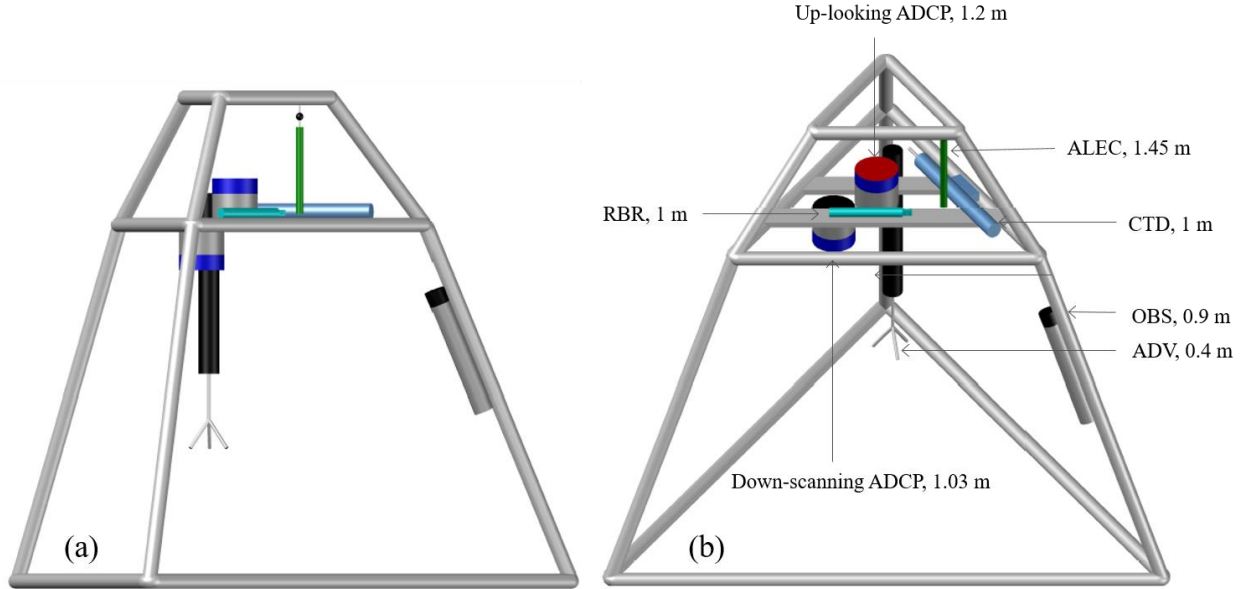 Up-looking ADCP, 1.2 m
ALEC, 1.45 m
RBR, 1 m
CTD, 1 m
OBS, 0.9 m
ADV, 0.4 m
Down-scanning ADCP, 1.03 m
(a)
(b)